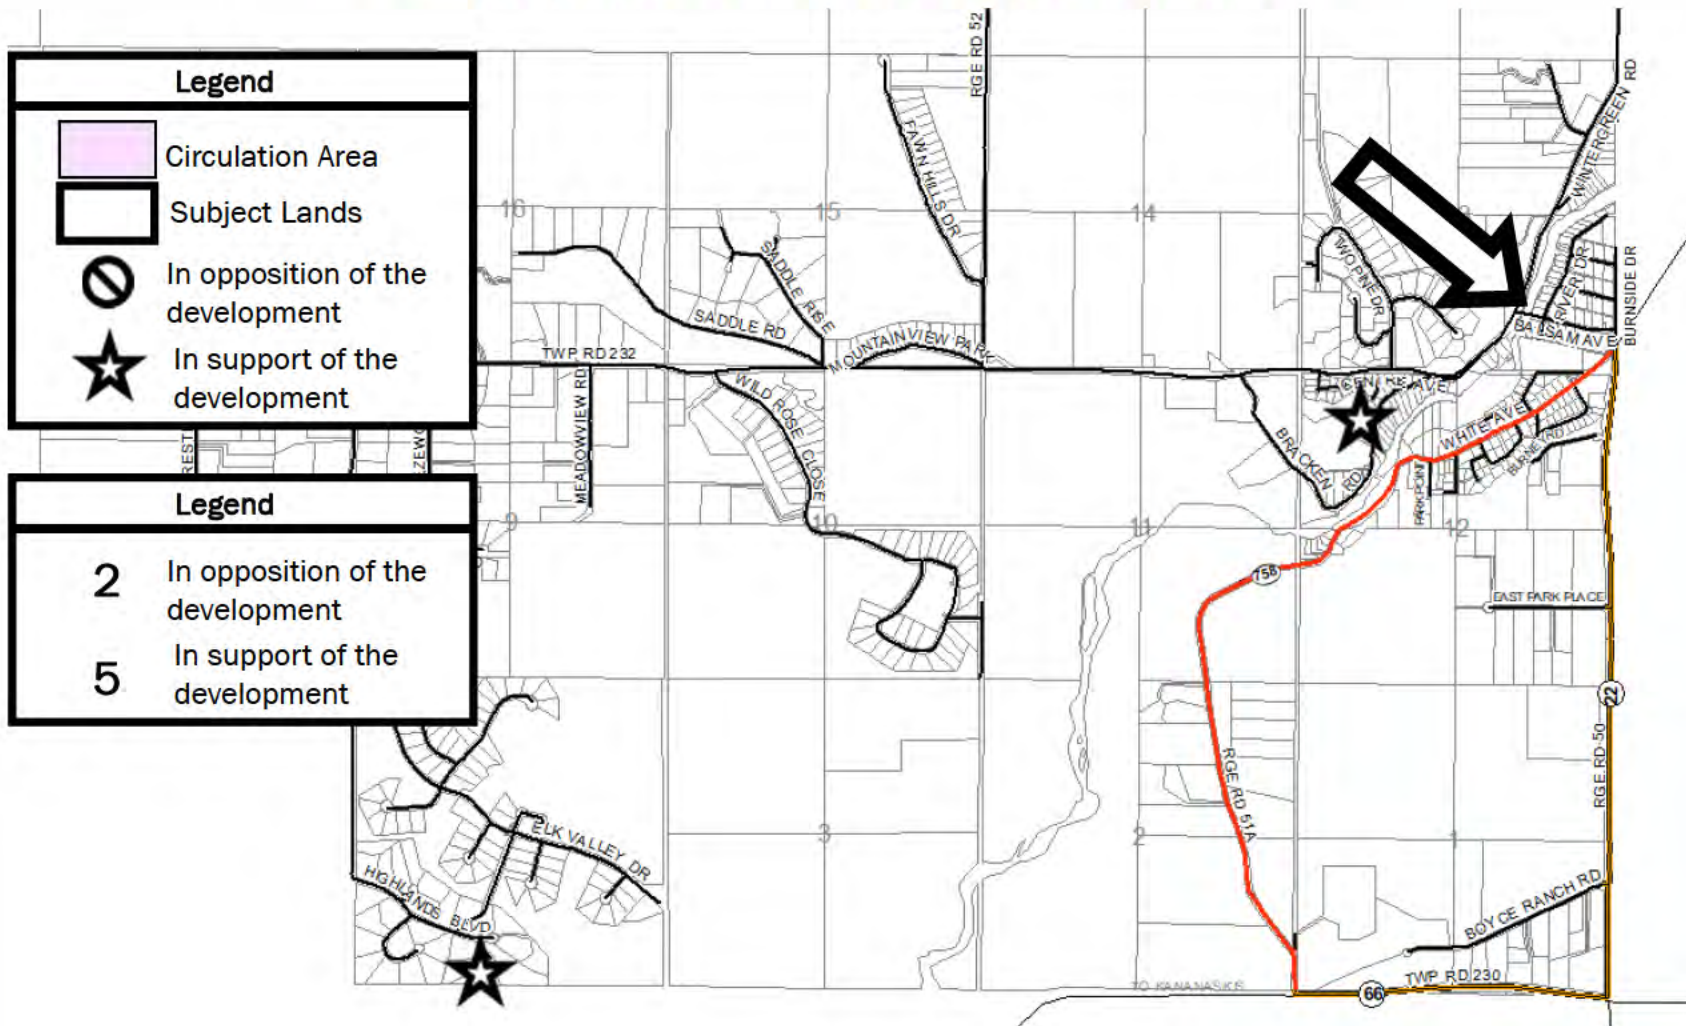 Legend
Circulation Area
Subject Lands
In opposition of the
development
In support of the
development
Legend
2 In opposition of the
development
5 In support of the
development
RGE RD 52
FAWN HILLS DR
WINTERGREEN RD
16
15
14
TWO PINE DR
RIVER DR
BURNSIDE DR
SADDLE RISE
SADDLE RD
MOUNTAINVIEW PARK
BALSAM AVE
TWP RD 232
CENTRE AVE
WILD ROSE CLOSE
MEADOWVIEW RD
WHITE AVE
BRACKEN RD
PARKPOINT
9
10
11
12
758
EAST PARK PLACE
22
RGE RD 50
RGE RD 51A
ELK VALLEY DR
3
2
1
HIGHLANDS BLVD
BOYCE RANCH RD
TWP RD 230
TO KANANASKIS
66